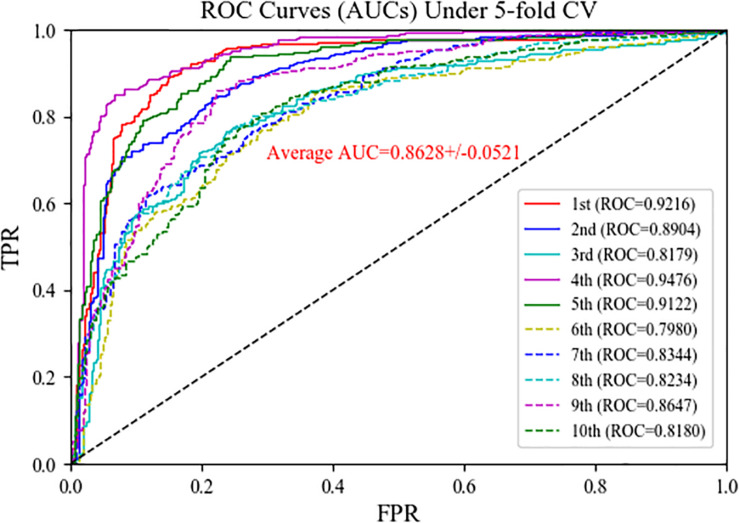 ROC Curves (AUCs) Under 5-fold CV
1.0
0.8
0.6
0.4
0.2
0.0
TPR
Average AUC=0.8628+/-0.0521
1st (ROC=0.9216)
2nd (ROC=0.8904)
3rd (ROC=0.8179)
4th (ROC=0.9476)
5th (ROC=0.9122)
6th (ROC=0.7980)
7th (ROC=0.8344)
8th (ROC=0.8234)
9th (ROC=0.8647)
10th (ROC=0.8180)
0.0 0.2 0.4 0.6 0.8 1.0
FPR